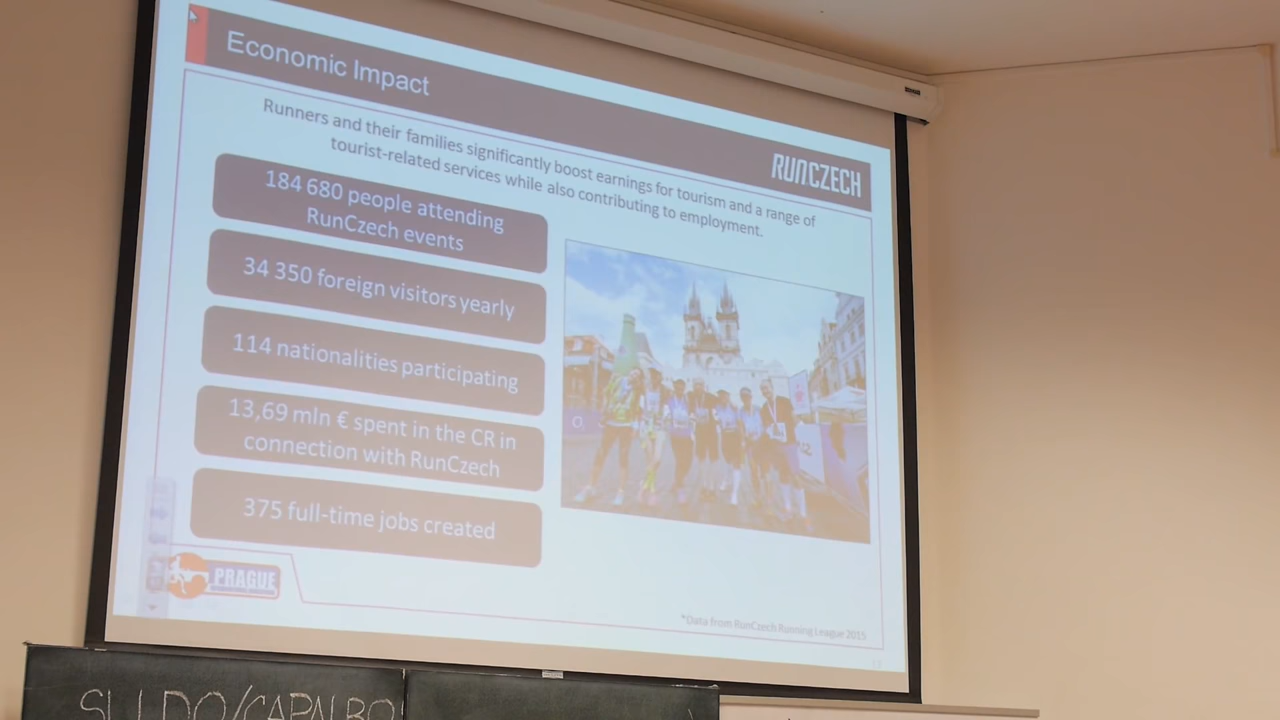 Economic Impact
RUNCZECH
Runners and their families significantly boost earnings for tourism and a range of
tourist-related services while also contributing to employment.
184 680 people attending
RunCzech events
34 350 foreign visitors yearly
114 nationalities participating
13,69 mln € spent in the CR in
connection with RunCzech
375 full-time jobs created
PRAGUE
*Data from RunCzech Running League 2015
SLIDO/CAPALBO